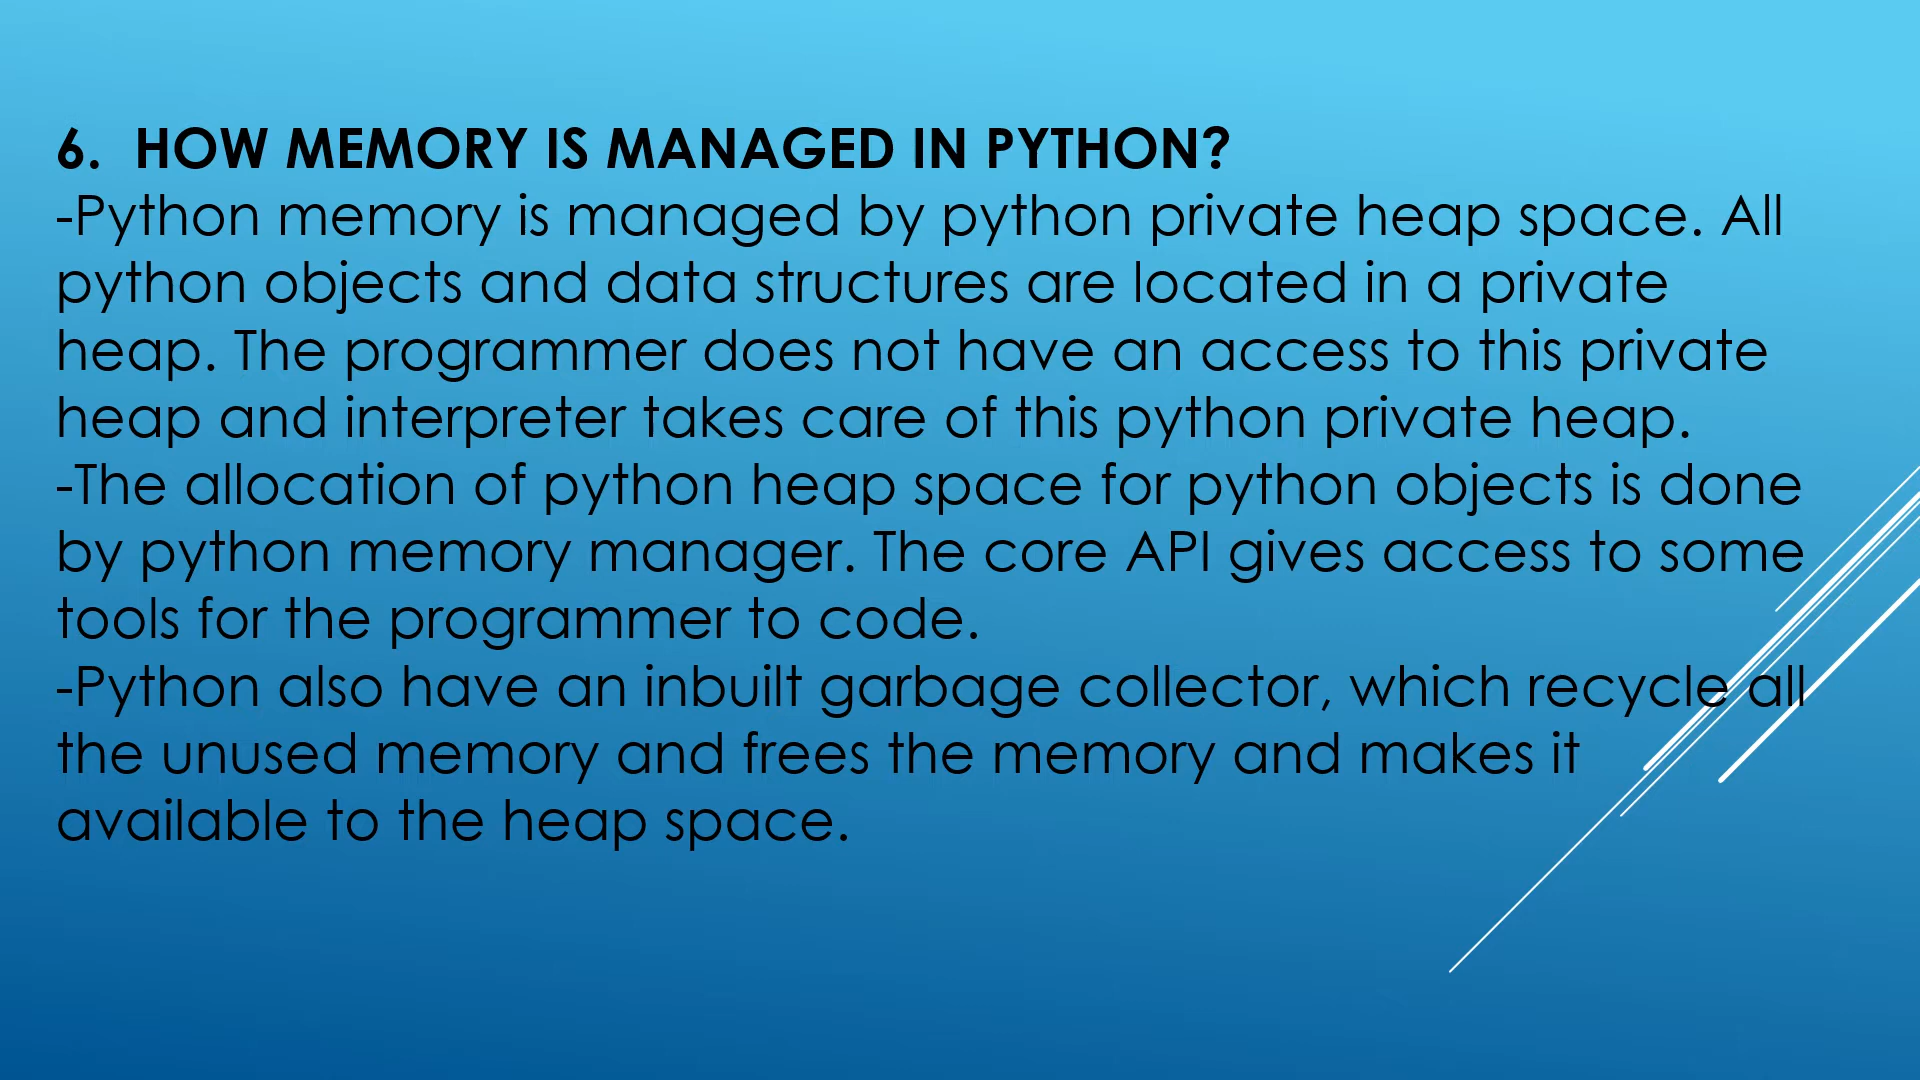 6.  HOW MEMORY IS MANAGED IN PYTHON?
-Python memory is managed by python private heap space. All
python objects and data structures are located in a private
heap. The programmer does not have an access to this private
heap and interpreter takes care of this python private heap.
-The allocation of python heap space for python objects is done
by python memory manager. The core API gives access to some
tools for the programmer to code.
-Python also have an inbuilt garbage collector, which recycle all
the unused memory and frees the memory and makes it
available to the heap space.